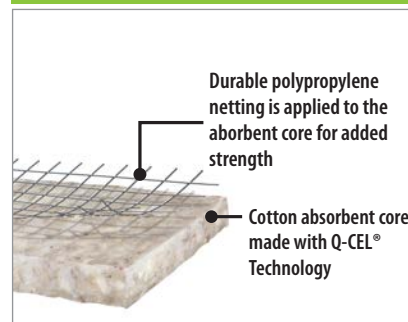 Durable polypropylene
netting is applied to the
aborbent core for added
strength
Cotton absorbent core
made with Q-CEL®
Technology